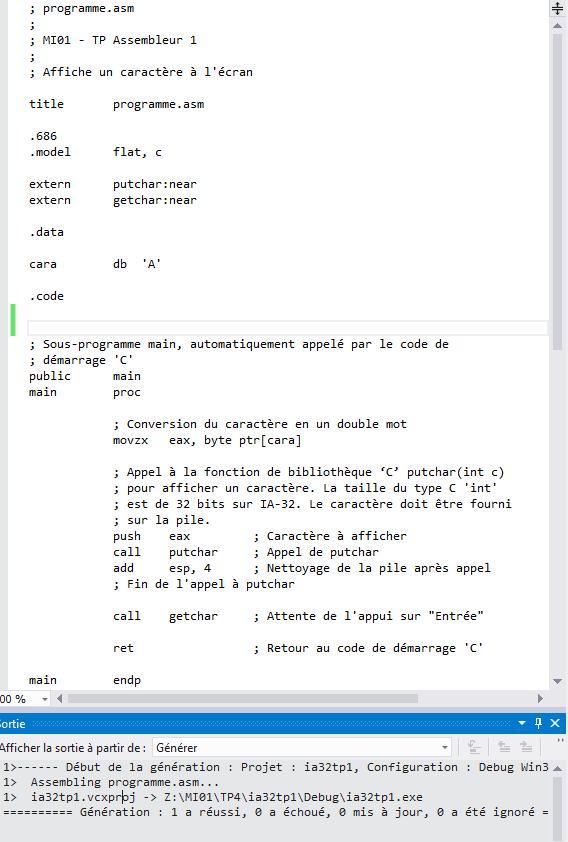 ; programme.asm
;
; MI01 - TP Assembleur 1
;
; Affiche un caractère à l'écran
title programme.asm
.686
.model flat, c
extern putchar:near
extern getchar:near
.data
cara db 'A'
.code
; Sous-programme main, automatiquement appelé par le code de
; démarrage 'C'
public main
main proc
; Conversion du caractère en un double mot
movzx eax, byte ptr[cara]
; Appel à la fonction de bibliothèque ‘C’ putchar(int c)
; pour afficher un caractère. La taille du type C 'int'
; est de 32 bits sur IA-32. Le caractère doit être fourni
; sur la pile.
push eax ; Caractère à afficher
call putchar ; Appel de putchar
add esp, 4 ; Nettoyage de la pile après appel
; Fin de l'appel à putchar
call getchar ; Attente de l'appui sur "Entrée"
ret ; Retour au code de démarrage 'C'
main endp
00 %
Sortie
Afficher la sortie à partir de : Générer
1>------ Début de la génération : Projet : ia32tp1, Configuration : Debug Win3
1> Assembling programme.asm...
1> ia32tp1.vcxproj -> Z:\MI01\TP4\ia32tp1\Debug\ia32tp1.exe
========== Génération : 1 a réussi, 0 a échoué, 0 mis à jour, 0 a été ignoré =